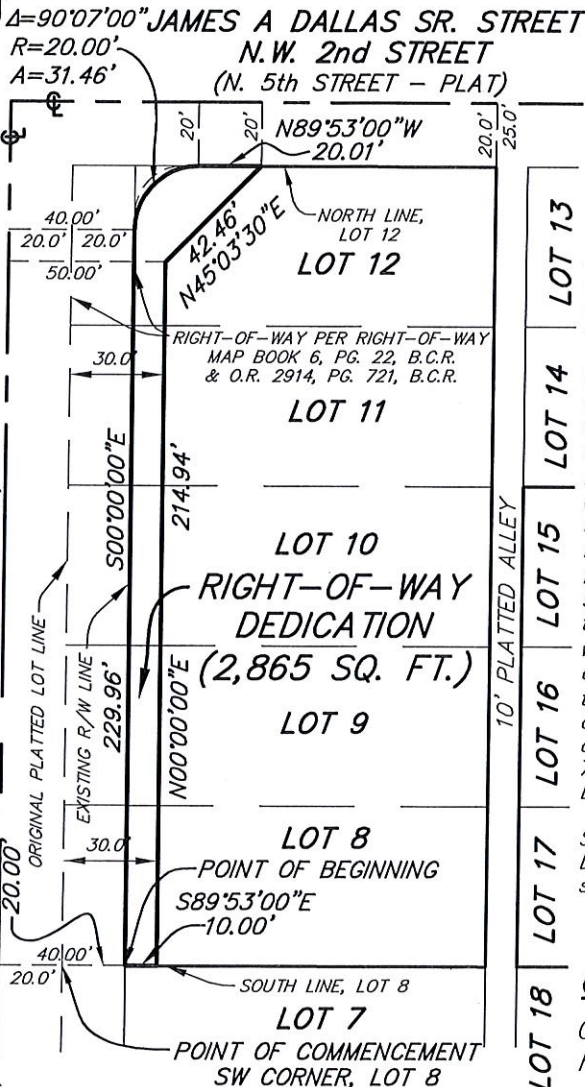 Δ=90°07'00"
R=20.00'
A=31.46'
JAMES A DALLAS SR. STREET
N.W. 2nd STREET
(N. 5th STREET – PLAT)
℄
℄
20'
20'
20.0'
25.0'
N89°53'00"W
20.01'
NORTH LINE,
LOT 12
40.00'
20.0'
20.0'
50.00'
42.46'
N45°03'30"E
LOT 12
LOT 13
RIGHT–OF–WAY PER RIGHT–OF–WAY
MAP BOOK 6, PG. 22, B.C.R.
& O.R. 2914, PG. 721, B.C.R.
30.0'
LOT 11
LOT 14
S00°00'00"E
214.94'
LOT 10
LOT 15
RIGHT–OF–WAY
DEDICATION
(2,865 SQ. FT.)
10' PLATTED ALLEY
ORIGINAL PLATTED LOT LINE
EXISTING R/W LINE
229.96'
N00°00'00"E
LOT 9
LOT 16
30.0'
LOT 8
POINT OF BEGINNING
LOT 17
S89°53'00"E
10.00'
20.00'
40.00'
20.0'
SOUTH LINE, LOT 8
LOT 7
LOT 18
POINT OF COMMENCEMENT
SW CORNER, LOT 8